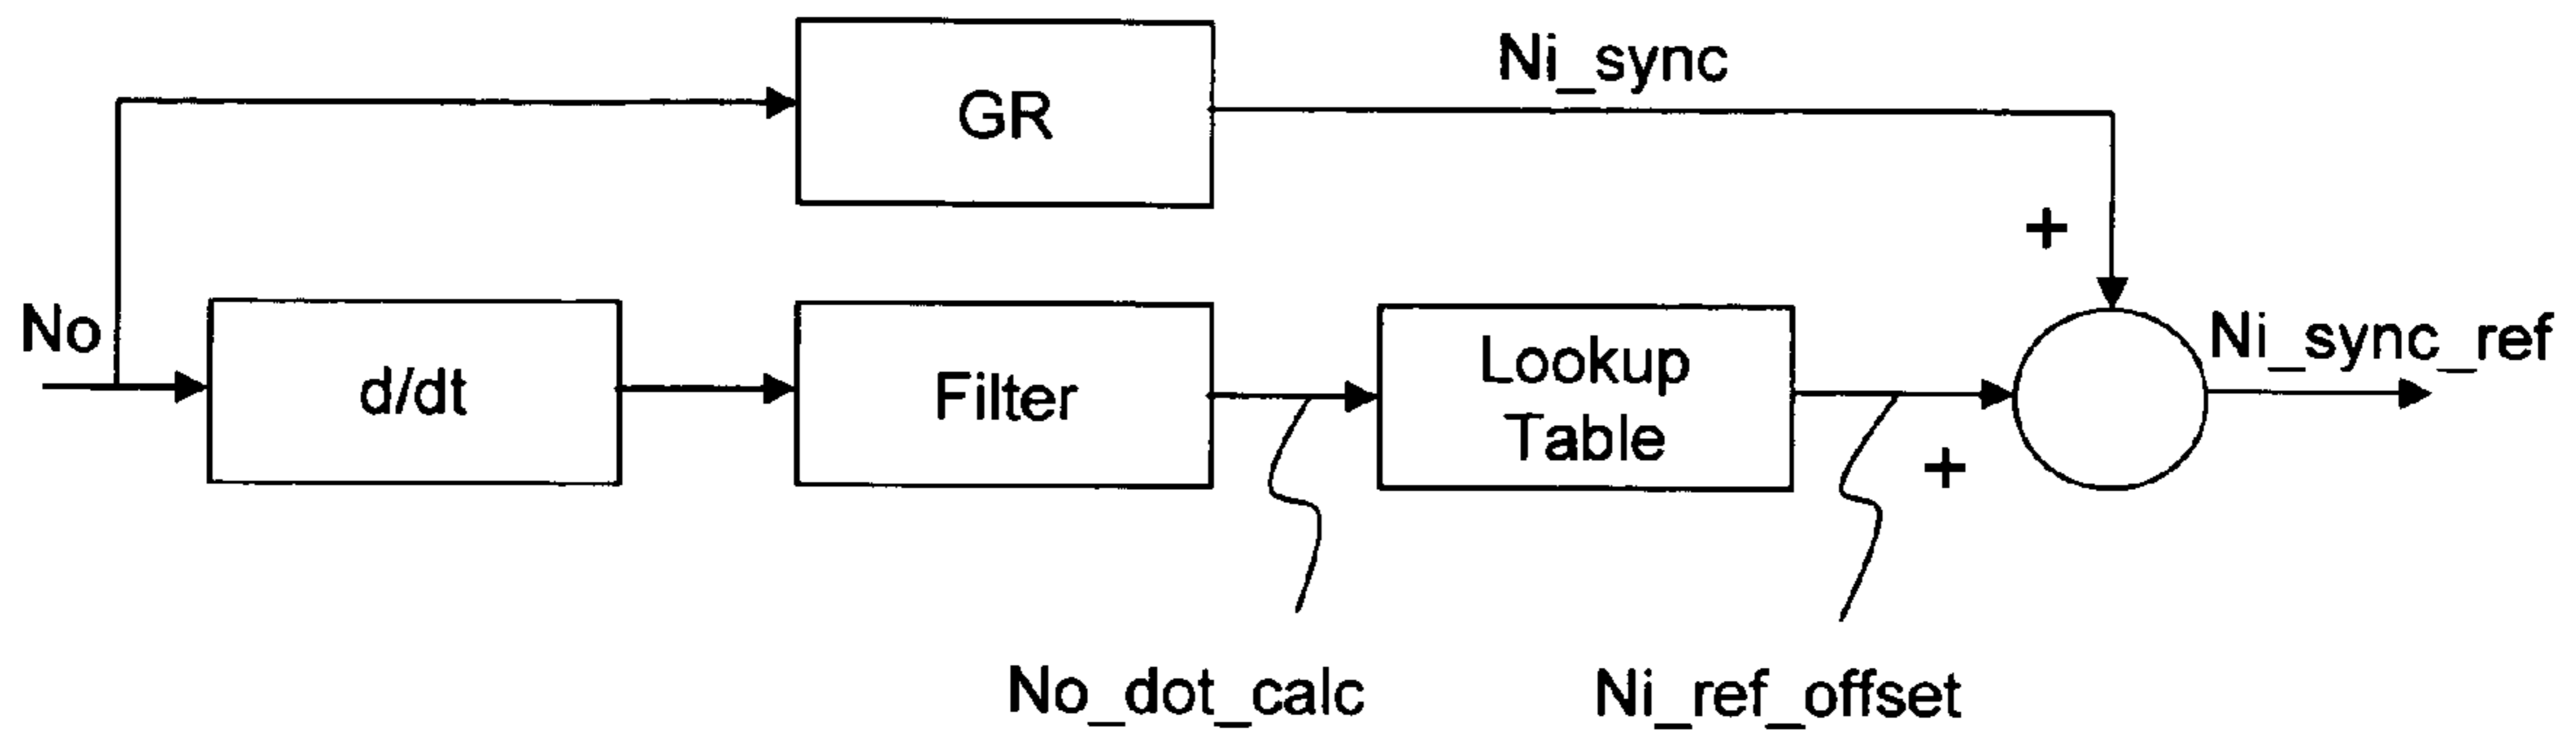 Ni_sync
GR
+
No
d/dt
Filter
Lookup
Table
+
Ni_sync_ref
No_dot_calc
Ni_ref_offset